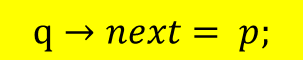 q → next = p;